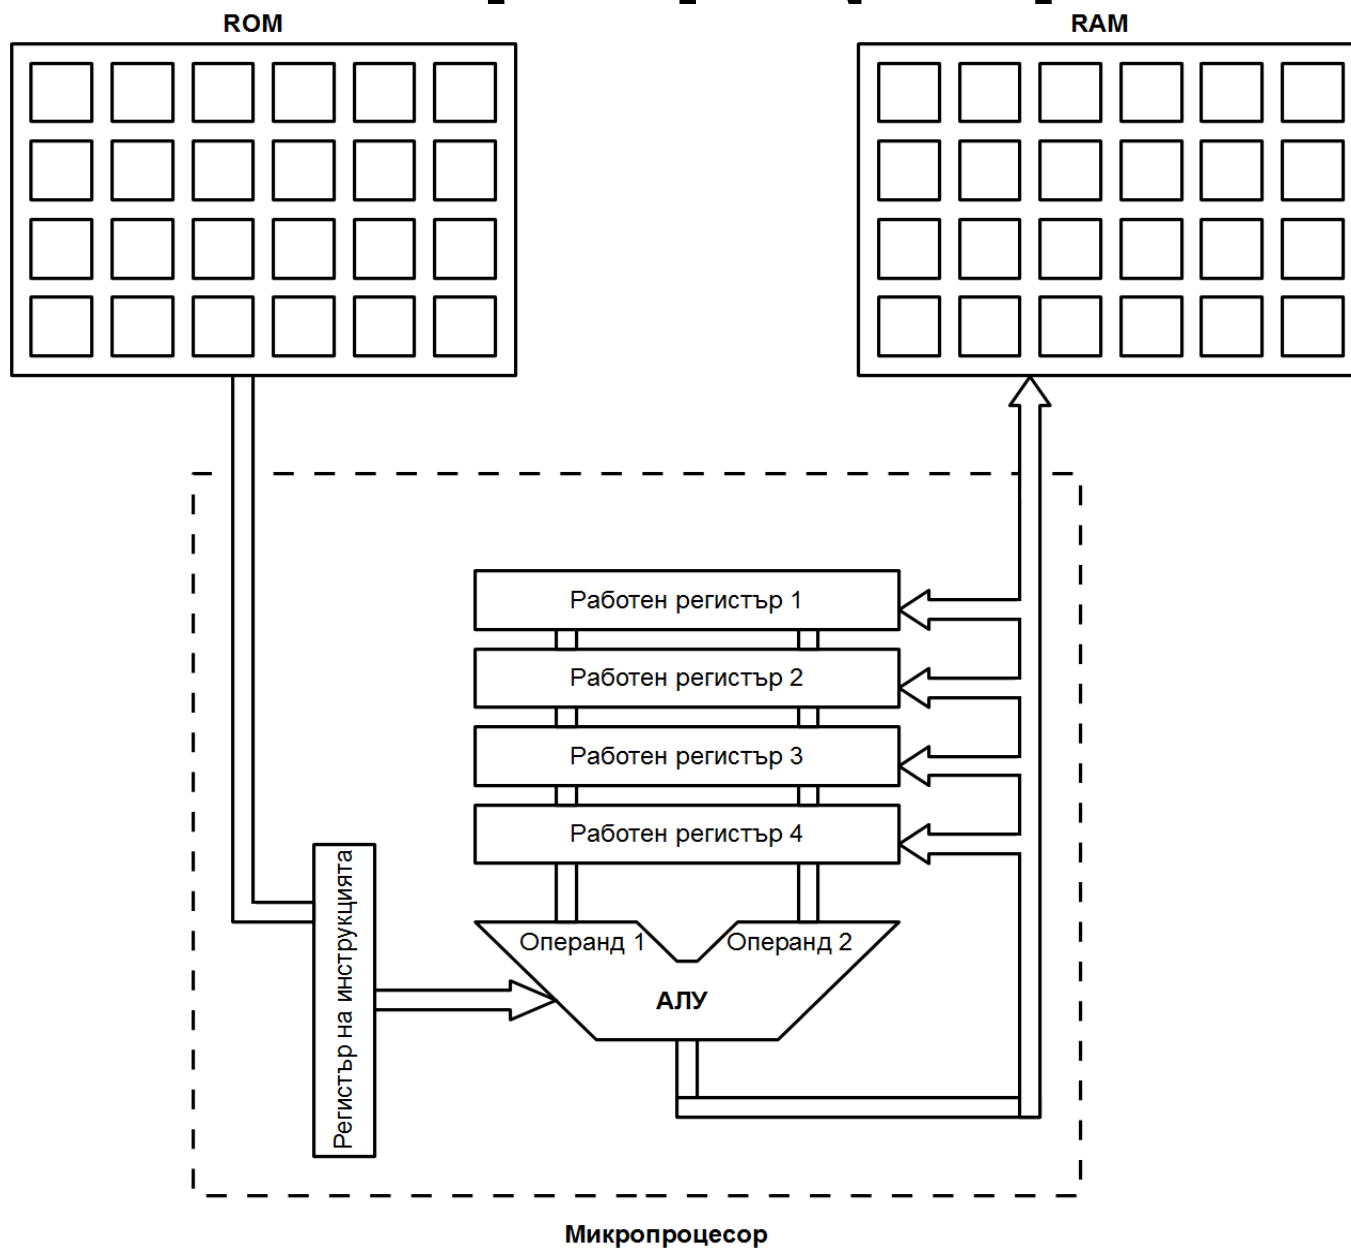 ROM
RAM
Работен регистър 1
Работен регистър 2
Работен регистър 3
Работен регистър 4
Регистър на инструкцията
Операнд 1
Операнд 2
АЛУ
Микропроцесор